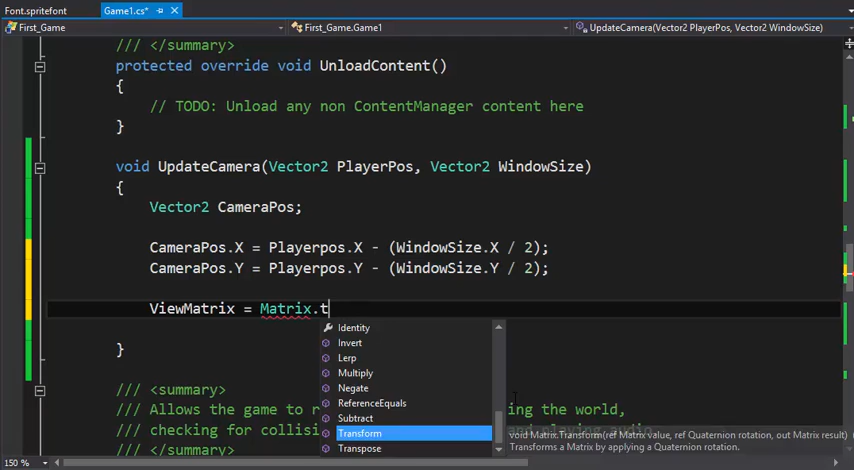 Font.spritefont Game1.cs*
First_Game First_Game.Game1 UpdateCamera(Vector2 PlayerPos, Vector2 WindowSize)
/// </summary>
protected override void UnloadContent()
{
// TODO: Unload any non ContentManager content here
}
void UpdateCamera(Vector2 PlayerPos, Vector2 WindowSize)
{
Vector2 CameraPos;
CameraPos.X = Playerpos.X - (WindowSize.X / 2);
CameraPos.Y = Playerpos.Y - (WindowSize.Y / 2);
ViewMatrix = Matrix.t
Identity
Invert
Lerp
Multiply
Negate
ReferenceEquals
Subtract
Transform
Transpose
}
/// <summary>
/// Allows the game to r ing the world,
/// checking for collisi
void Matrix.Transform(ref Matrix value, ref Quaternion rotation, out Matrix result)
Transforms a Matrix by applying a Quaternion rotation.
/// </summary>
150 %